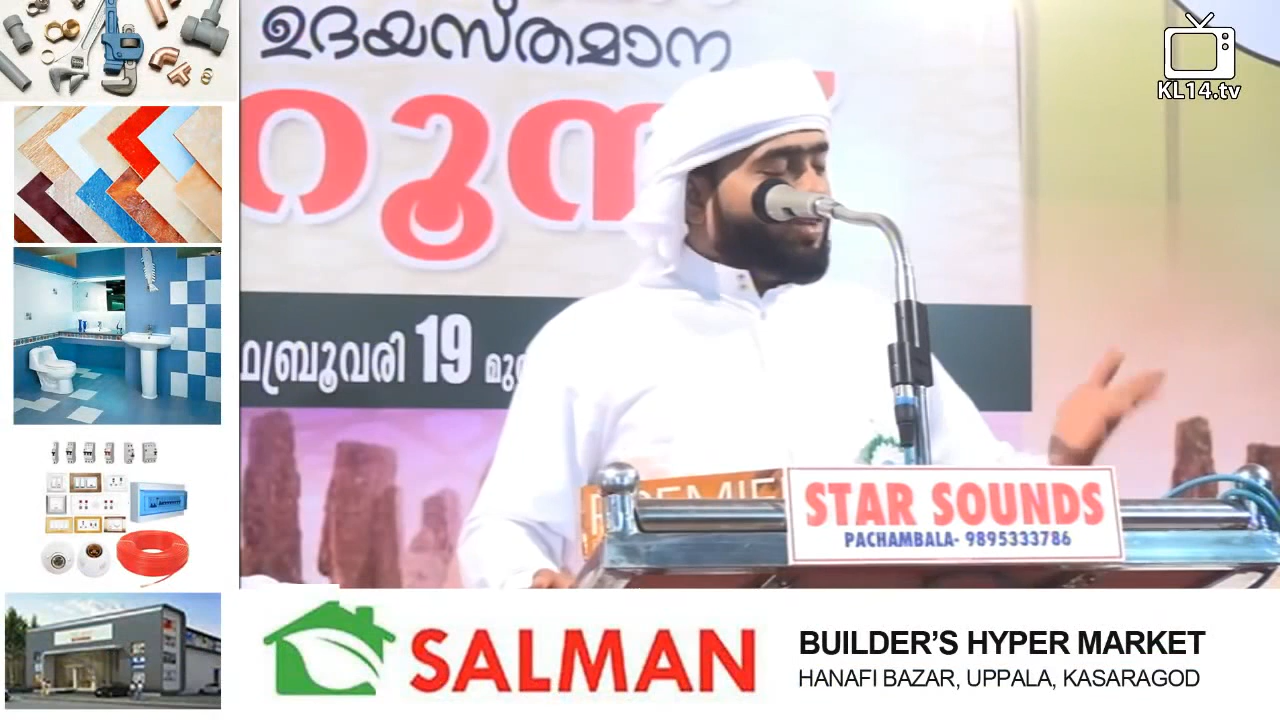 ഉദയസ്തമാന
KL14.tv
റൂസ
ഫെബ്രുവരി 19
STAR SOUNDS
PACHAMBALA- 9895333786
SALMAN
BUILDER'S HYPER MARKET
HANAFI BAZAR, UPPALA, KASARAGOD